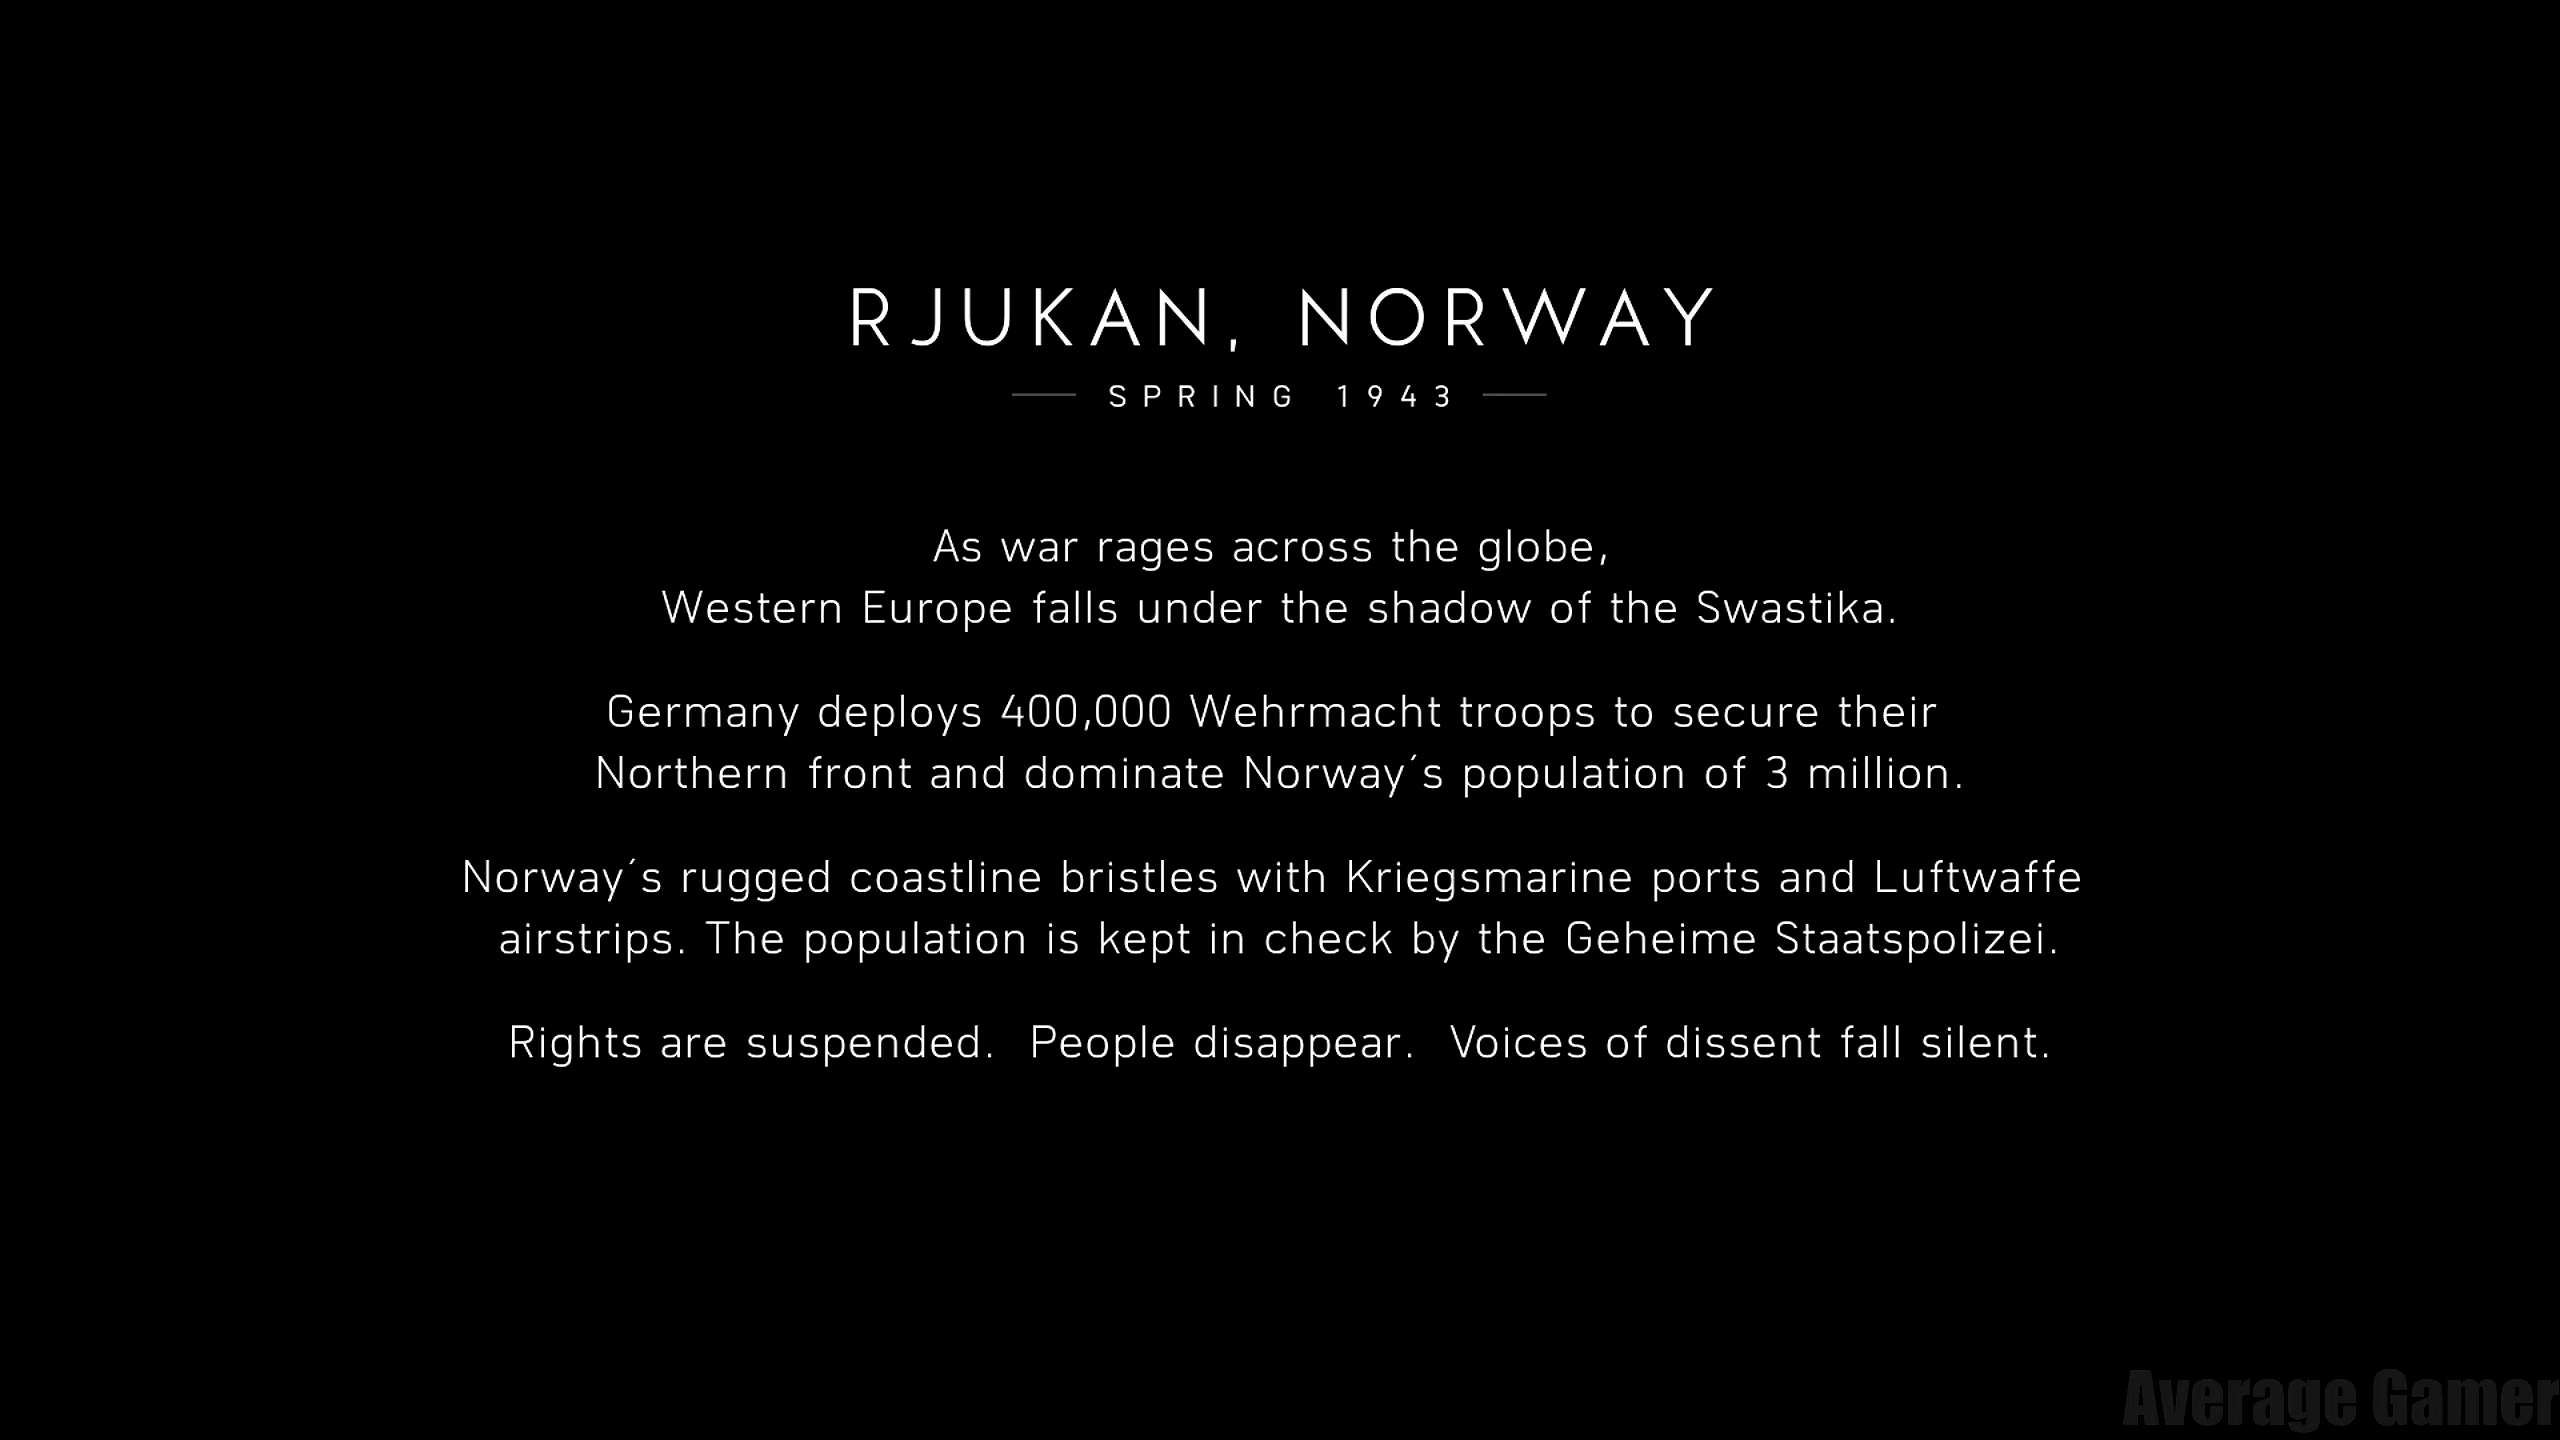 RJUKAN, NORWAY
SPRING 1943
As war rages across the globe,
Western Europe falls under the shadow of the Swastika.
Germany deploys 400,000 Wehrmacht troops to secure their
Northern front and dominate Norway´s population of 3 million.
Norway´s rugged coastline bristles with Kriegsmarine ports and Luftwaffe
airstrips. The population is kept in check by the Geheime Staatspolizei.
Rights are suspended.  People disappear.  Voices of dissent fall silent.
Average Gamer